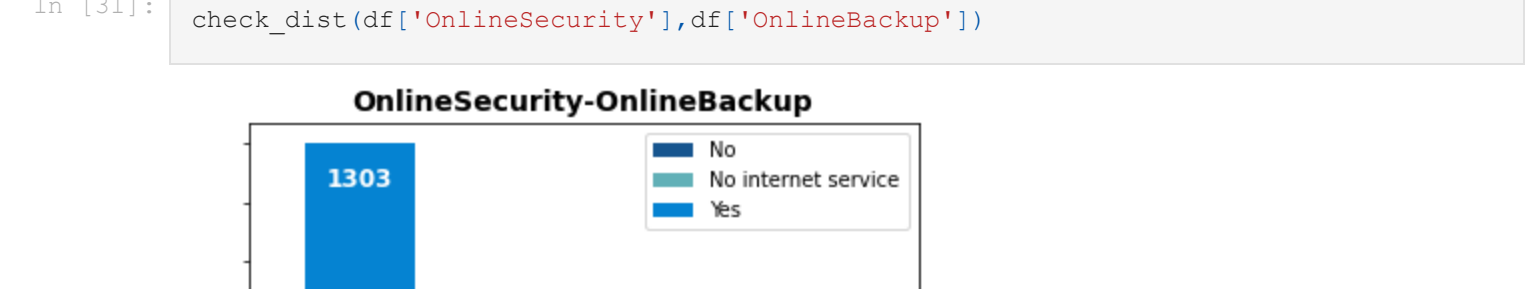 In [31]:
check_dist(df['OnlineSecurity'],df['OnlineBackup'])
OnlineSecurity-OnlineBackup
1303
No
No internet service
Yes